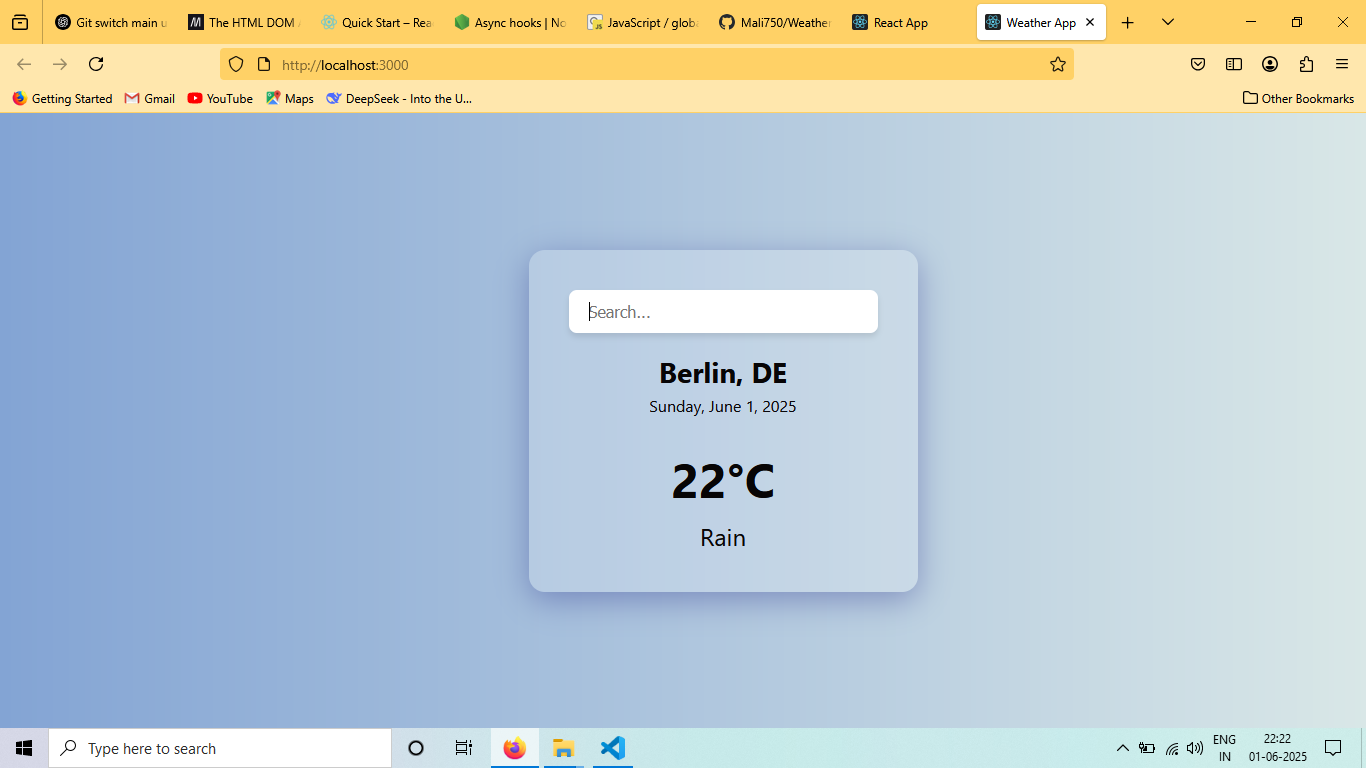 Git switch main u
The HTML DOM A
Quick Start – Rea
Async hooks | No
JavaScript / globa
Mali750/Weather
React App
Weather App
http://localhost:3000
Getting Started
Gmail
YouTube
Maps
DeepSeek - Into the U...
Other Bookmarks
Search...
Berlin, DE
Sunday, June 1, 2025
22°C
Rain
Type here to search
ENG
IN
22:22
01-06-2025